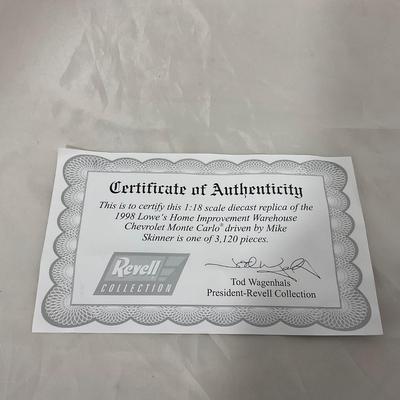 Certificate of Authenticity
This is to certify this 1:18 scale diecast replica of the
1998 Lowe's Home Improvement Warehouse
Chevrolet Monte Carlo® driven by Mike
Skinner is one of 3,120 pieces.
Revell
COLLECTION
Tod Wagenhals
President-Revell Collection